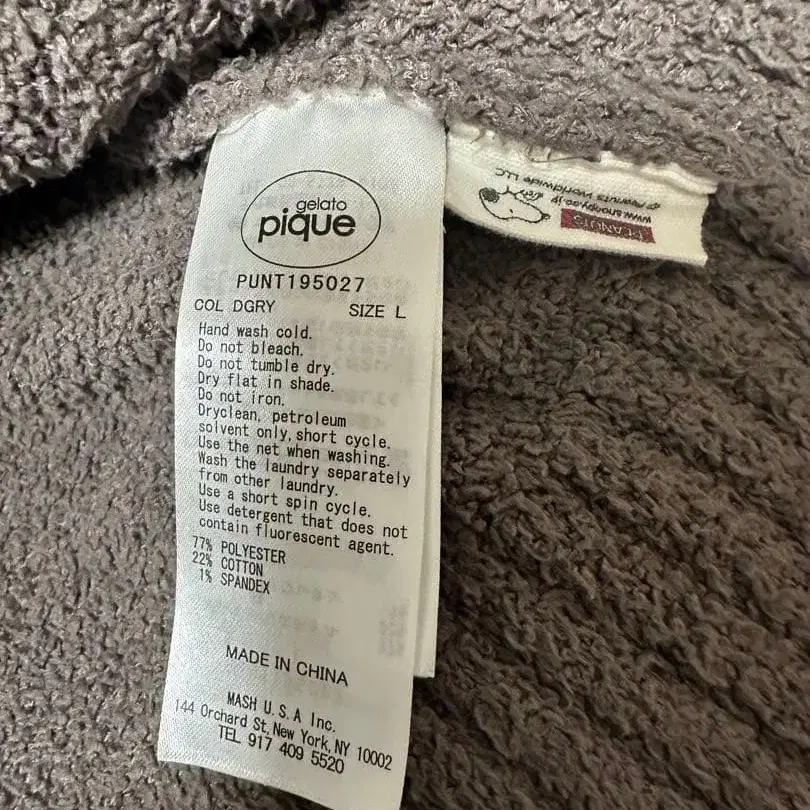 gelato
pique
PUNT195027
COL DGRY SIZE L
Hand wash cold.
Do not bleach.
Do not tumble dry.
Dry flat in shade.
Do not iron.
Dryclean, petroleum
solvent only, short cycle.
Use the net when washing.
Wash the laundry separately
from other laundry.
Use a short spin cycle.
Use detergent that does not
contain fluorescent agent.
77% POLYESTER
22% COTTON
1% SPANDEX
MADE IN CHINA
MASH U.S.A Inc.
144 Orchard St, New York, NY 10002
TEL 917 409 5520
PEANUTS
www.snoopy.co.jp
© Peanuts Worldwide LLC